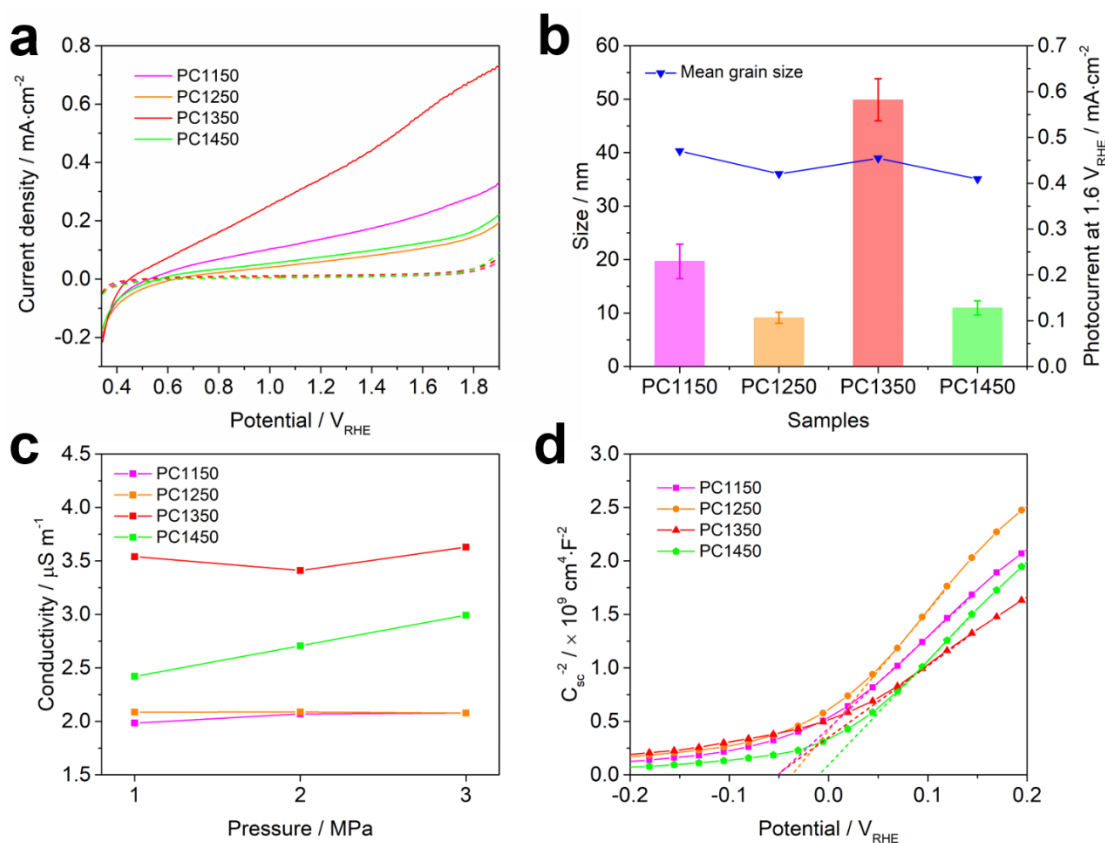 a
0.8
0.6
0.4
0.2
0.0
-0.2
Current density / mA·cm⁻²
PC1150
PC1250
PC1350
PC1450
0.4 0.6 0.8 1.0 1.2 1.4 1.6 1.8
Potential / V_RHE
b
60
50
40
30
20
10
0
Size / nm
Mean grain size
0.7
0.6
0.5
0.4
0.3
0.2
0.1
0.0
Photocurrent at 1.6 V_RHE / mA·cm⁻²
PC1150 PC1250 PC1350 PC1450
Samples
c
4.5
4.0
3.5
3.0
2.5
2.0
1.5
Conductivity / μS m⁻¹
PC1150
PC1250
PC1350
PC1450
1 2 3
Pressure / MPa
d
3.0
2.5
2.0
1.5
1.0
0.5
0.0
C_sc⁻² / × 10⁹ cm⁴·F⁻²
PC1150
PC1250
PC1350
PC1450
-0.2 -0.1 0.0 0.1 0.2
Potential / V_RHE